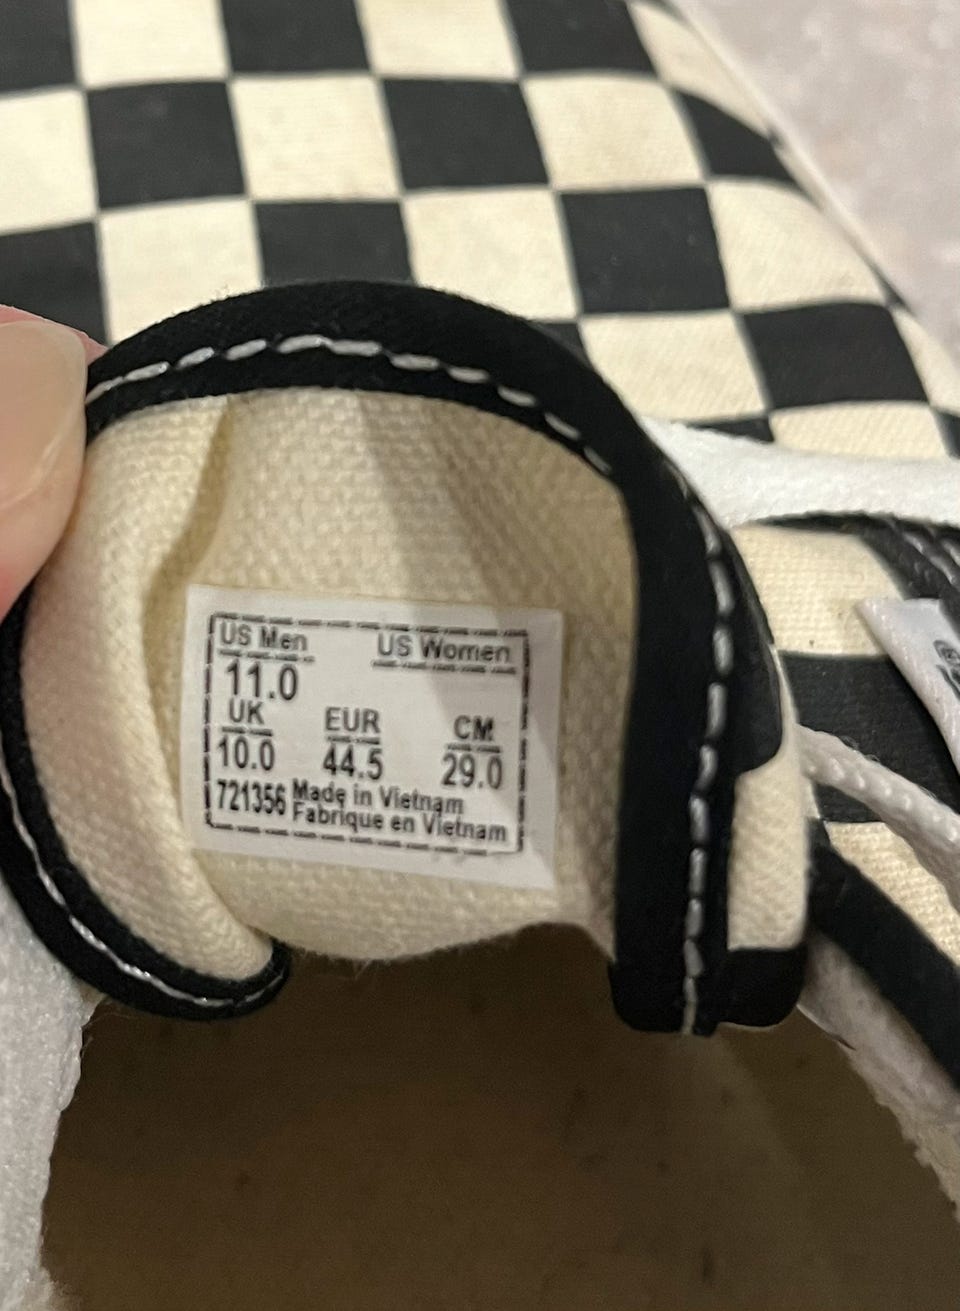 US Men US Women
11.0
UK EUR CM
10.0 44.5 29.0
721356 Made in Vietnam
Fabrique en Vietnam
®